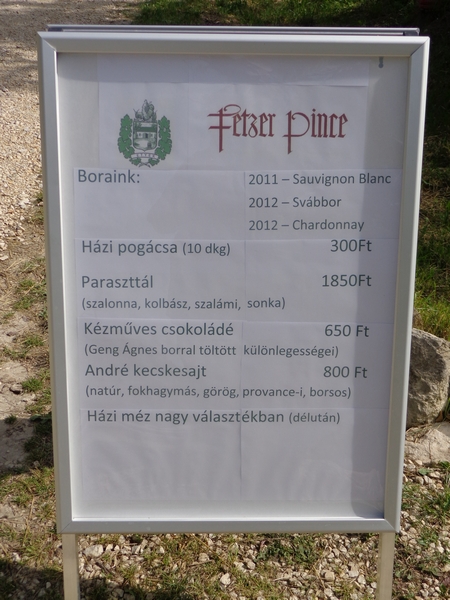 Fetzer Pince
Boraink: 2011 – Sauvignon Blanc
2012 – Svábbor
2012 – Chardonnay
Házi pogácsa (10 dkg) 300Ft
Paraszttál 1850Ft
(szalonna, kolbász, szalámi, sonka)
Kézműves csokoládé 650 Ft
(Geng Ágnes borral töltött különlegességei)
André kecskesajt 800 Ft
(natúr, fokhagymás, görög, provance-i, borsos)
Házi méz nagy választékban (délután)